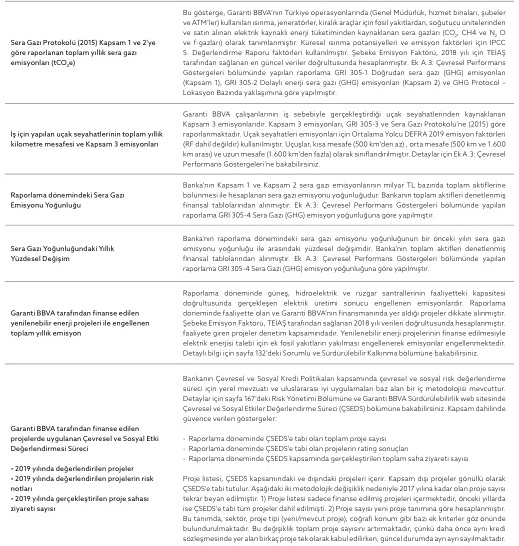 Sera Gazı Protokolü (2015) Kapsam 1 ve 2'ye
göre raporlanan toplam yıllık sera gazı
emisyonları (tCO₂e)
Bu gösterge, Garanti BBVA'nın Türkiye operasyonlarında (Genel Müdürlük, hizmet binaları, şubeler
ve ATM'ler) kullanılan ısınma, jeneratörler, kiralık araçlar için fosil yakıtlardan, soğutucu ünitelerinden
ve satın alınan elektrik kaynaklı enerji tüketiminden kaynaklanan sera gazları (CO₂, CH4 ve N₂ O
ve f-gazları) olarak tanımlanmıştır. Küresel ısınma potansiyelleri ve emisyon faktörleri için IPCC
5. Değerlendirme Raporu faktörleri kullanılmıştır. Şebeke Emisyon Faktörü, 2018 yılı için TEİAŞ
tarafından sağlanan en güncel veriler doğrultusunda hesaplanmıştır. Ek A.3: Çevresel Performans
Göstergeleri bölümünde yapılan raporlama GRI 305-1 Doğrudan sera gazı (GHG) emisyonları
(Kapsam 1), GRI 305-2 Dolaylı enerji sera gazı (GHG) emisyonları (Kapsam 2) ve GHG Protocol –
Lokasyon Bazında yaklaşımına göre yapılmıştır.
İş için yapılan uçak seyahatlerinin toplam yıllık
kilometre mesafesi ve Kapsam 3 emisyonları
Garanti BBVA çalışanlarının iş sebebiyle gerçekleştirdiği uçak seyahatlerinden kaynaklanan
Kapsam 3 emisyonlarıdır. Kapsam 3 emisyonları, GRI 305-3 ve Sera Gazı Protokolü'ne (2015) göre
raporlanmaktadır. Uçak seyahatleri emisyonları için Ortalama Yolcu DEFRA 2019 emisyon faktörleri
(RF dahil değildir) kullanılmıştır. Uçuşlar, kısa mesafe (500 km'den az) , orta mesafe (500 km ve 1.600
km arası) ve uzun mesafe (1.600 km'den fazla) olarak sınıflandırılmıştır. Detaylar için Ek A.3: Çevresel
Performans Göstergeleri'ne bakabilirsiniz.
Raporlama dönemindeki Sera Gazı
Emisyonu Yoğunluğu
Banka'nın Kapsam 1 ve Kapsam 2 sera gazı emisyonlarının milyar TL bazında toplam aktiflerine
bölünmesi ile hesaplanan sera gazı emisyonu yoğunluğudur. Bankanın toplam aktifleri denetlenmiş
finansal tablolarından alınmıştır. Ek A.3: Çevresel Performans Göstergeleri bölümünde yapılan
raporlama GRI 305-4 Sera Gazı (GHG) emisyon yoğunluğuna göre yapılmıştır.
Sera Gazı Yoğunluğundaki Yıllık
Yüzdesel Değişim
Banka'nın raporlama dönemindeki sera gazı emisyonu yoğunluğunun bir önceki yılın sera gazı
emisyonu yoğunluğu ile arasındaki yüzdesel değişimdir. Banka'nın toplam aktifleri denetlenmiş
finansal tablolarından alınmıştır. Ek A.3: Çevresel Performans Göstergeleri bölümünde yapılan
raporlama GRI 305-4 Sera Gazı (GHG) emisyon yoğunluğuna göre yapılmıştır.
Garanti BBVA tarafından finanse edilen
yenilenebilir enerji projeleri ile engellenen
toplam yıllık emisyon
Raporlama döneminde güneş, hidroelektrik ve rüzgar santrallerinin faaliyetteki kapasitesi
doğrultusunda gerçekleşen elektrik üretimi sonucu engellenen emisyonlardır. Raporlama
döneminde faaliyette olan ve Garanti BBVA'nın finansmanında yer aldığı projeler dikkate alınmıştır.
Şebeke Emisyon Faktörü, TEİAŞ tarafından sağlanan 2018 yılı verileri doğrultusunda hesaplanmıştır.
faaliyete giren projeler denetim kapsamındadır. Yenilenebilir enerji projelerinin finanse edilmesiyle
elektrik enerjisi talebi için ek fosil yakıtların yakılması engellenerek emisyonlar engellenmektedir.
Detaylı bilgi için sayfa 132'deki Sorumlu ve Sürdürülebilir Kalkınma bölümüne bakabilirsiniz.
Garanti BBVA tarafından finanse edilen
projelerde uygulanan Çevresel ve Sosyal Etki
Değerlendirmesi Süreci
• 2019 yılında değerlendirilen projeler
• 2019 yılında değerlendirilen projelerin risk
notları
• 2019 yılında gerçekleştirilen proje sahası
ziyareti sayısı
Bankanın Çevresel ve Sosyal Kredi Politikaları kapsamında çevresel ve sosyal risk değerlendirme
süreci için yerel mevzuatı ve uluslararası iyi uygulamaları baz alan bir iç metodolojisi mevcuttur.
Detaylar için sayfa 167'deki Risk Yönetimi Bölümüne ve Garanti BBVA Sürdürülebilirlik web sitesinde
Çevresel ve Sosyal Etkiler Değerlendirme Süreci (ÇSEDS) bölümüne bakabilirsiniz. Kapsam dahilinde
güvence verilen göstergeler:
- Raporlama döneminde ÇSEDS'e tabi olan toplam proje sayısı
- Raporlama döneminde ÇSEDS'e tabi olan projelerin rating sonuçları
- Raporlama döneminde ÇSEDS kapsamında gerçekleştirilen toplam saha ziyareti sayısı
Proje listesi, ÇSEDS kapsamındaki ve dışındaki projeleri içerir. Kapsam dışı projeler gönüllü olarak
ÇSEDS'e tabi tutulur. Aşağıdaki iki metodolojik değişiklik nedeniyle 2017 yılına kadar olan proje sayısı
tekrar beyan edilmiştir. 1) Proje listesi sadece finanse edilmiş projeleri içermektedir, önceki yıllarda
ise ÇSEDS'e tabi tüm projeler dahil edilmişti. 2) Proje sayısı yeni proje tanımına göre hesaplanmıştır.
Bu tanımda, sektör, proje tipi (yeni/mevcut proje), coğrafi konum gibi bazı ek kriterler göz önünde
bulundurulmaktadır. Bu değişiklik toplam proje sayısını artırmaktadır, çünkü daha önce aynı kredi
sözleşmesinde yer alan birkaç proje tek olarak kabul edilirken, güncel durumda ayrı ayrı sayılmaktadır.